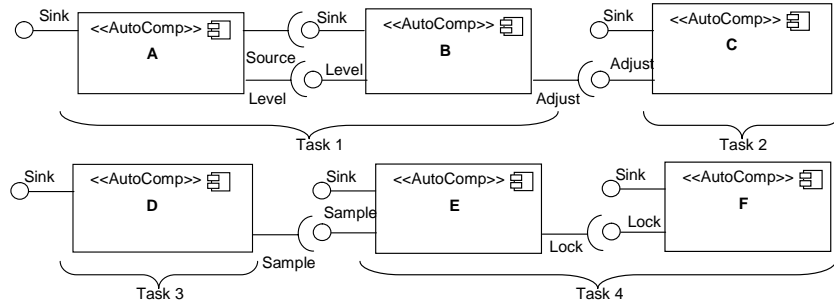 Sink
<<AutoComp>>
A
Source
Level
Sink
Level
<<AutoComp>>
B
Adjust
Sink
Adjust
<<AutoComp>>
C
Task 1
Task 2
Sink
<<AutoComp>>
D
Sample
Sink
Sample
<<AutoComp>>
E
Lock
Sink
Lock
<<AutoComp>>
F
Task 3
Task 4